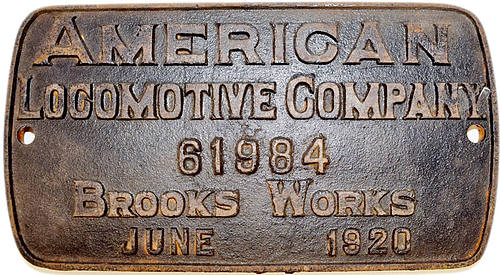 AMERICAN
LOCOMOTIVE COMPANY
61984
BROOKS WORKS
JUNE 1920